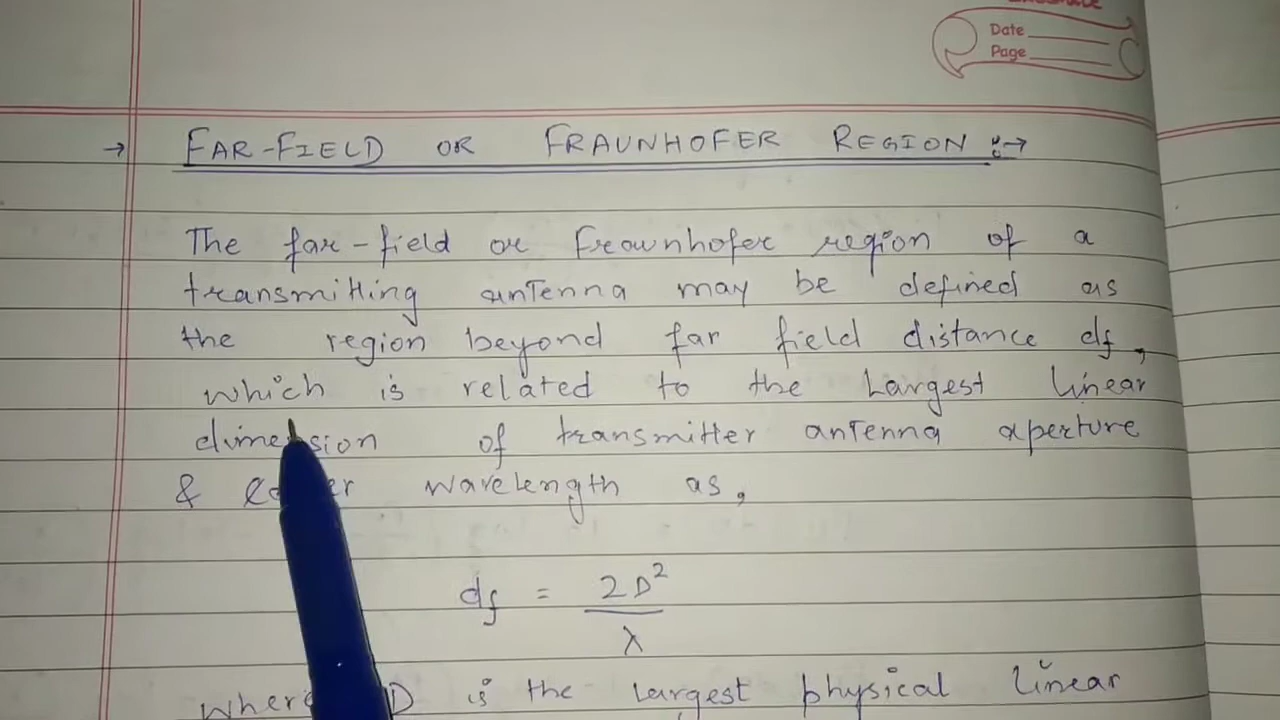 Date
Page
→ FAR-FIELD OR FRAUNHOFER REGION :→
The far-field or Fraunhofer region of a
transmitting antenna may be defined as
the region beyond far field distance df,
which is related to the largest linear
dimension of transmitter antenna aperture
& wavelength as,
df = 2D²
λ
where D is the largest physical linear